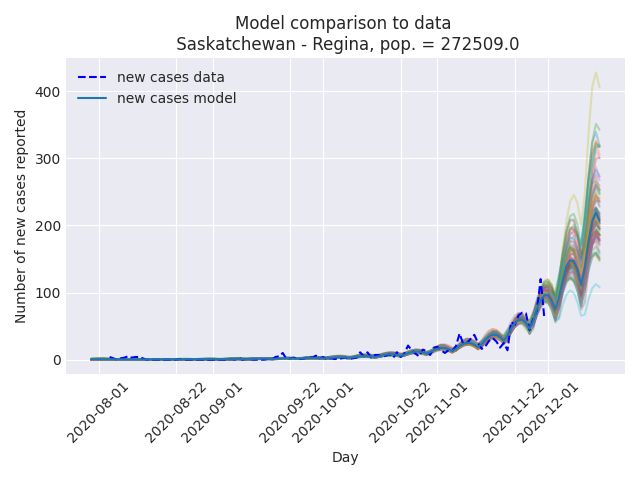 Model comparison to data
Saskatchewan - Regina, pop. = 272509.0
new cases data
new cases model
Number of new cases reported
400
300
200
100
0
2020-08-01
2020-08-22
2020-09-01
2020-09-22
2020-10-01
2020-10-22
2020-11-01
2020-11-22
2020-12-01
Day